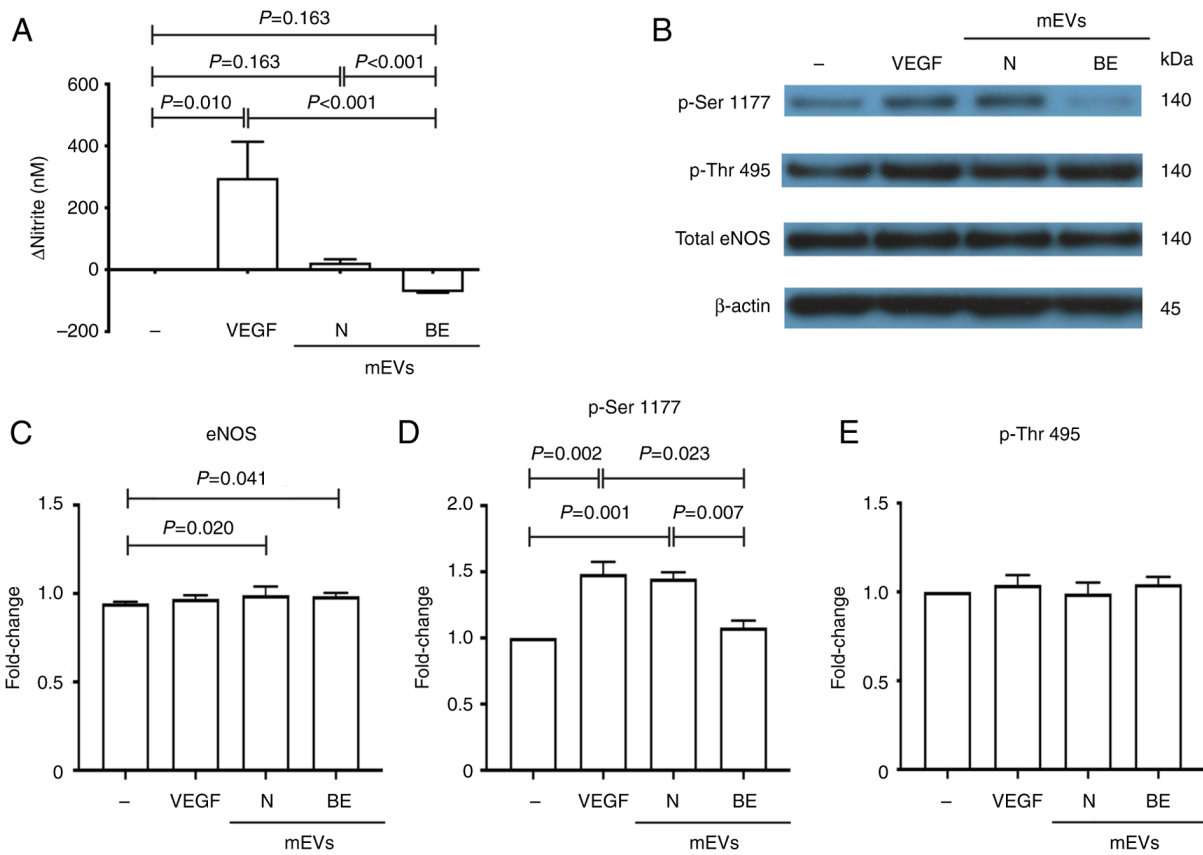 A
P=0.163
P=0.163
P<0.001
P=0.010
P<0.001
600
400
200
0
−200
ΔNitrite (nM)
–
VEGF
N
BE
mEVs
B
mEVs
–
VEGF
N
BE
kDa
p-Ser 1177
140
p-Thr 495
140
Total eNOS
140
β-actin
45
C
eNOS
P=0.041
P=0.020
1.5
1.0
0.5
0
Fold-change
–
VEGF
N
BE
mEVs
D
p-Ser 1177
P=0.002
P=0.023
P=0.001
P=0.007
2.0
1.5
1.0
0.5
0
Fold-change
–
VEGF
N
BE
mEVs
E
p-Thr 495
1.5
1.0
0.5
0
Fold-change
–
VEGF
N
BE
mEVs